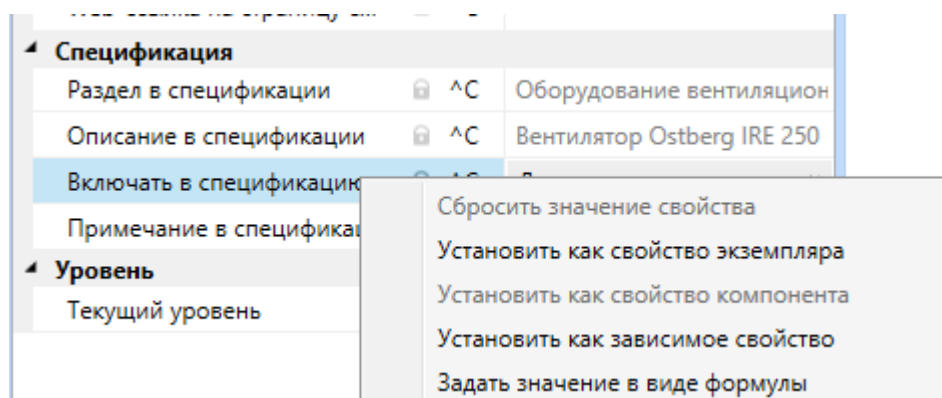 Спецификация
Раздел в спецификации ^C Оборудование вентиляцион
Описание в спецификации ^C Вентилятор Ostberg IRE 250
Включать в спецификацию
Сбросить значение свойства
Примечание в специфика
Установить как свойство экземпляра
Уровень
Установить как свойство компонента
Текущий уровень
Установить как зависимое свойство
Задать значение в виде формулы